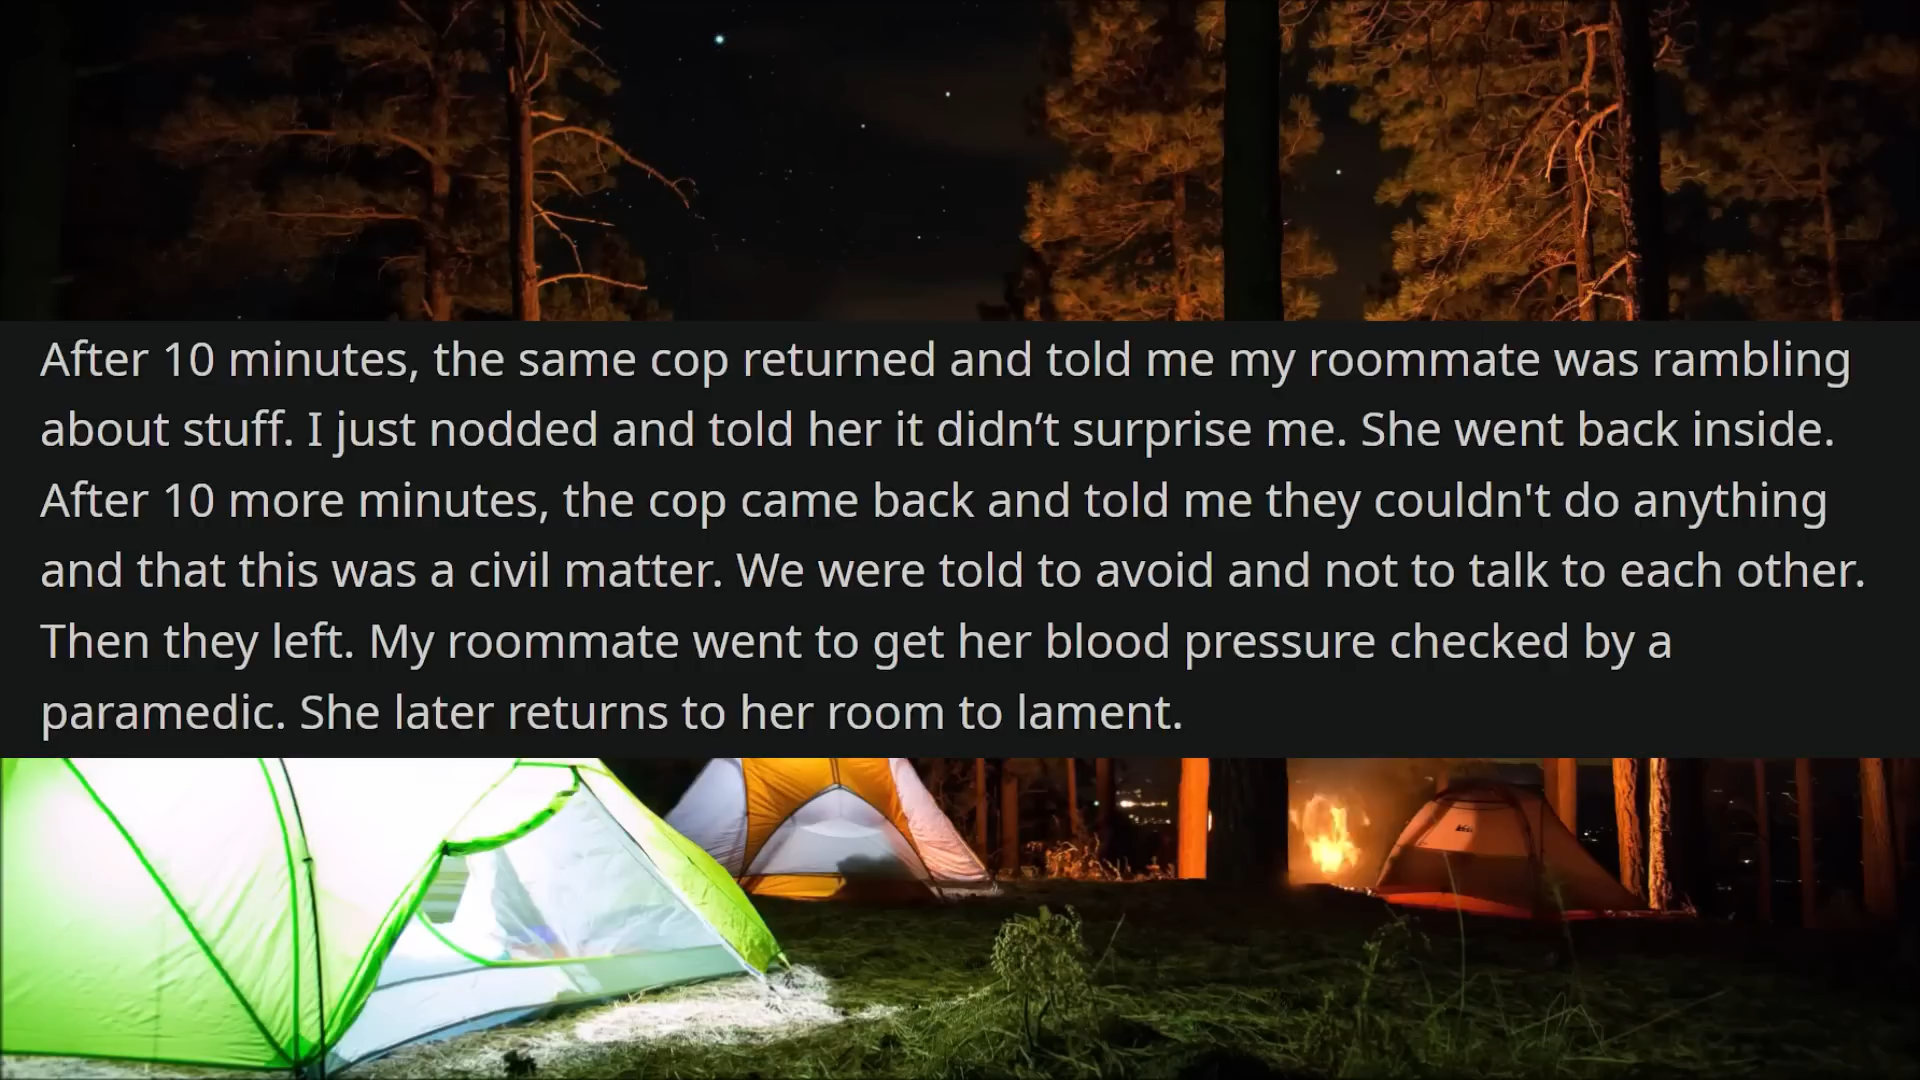 After 10 minutes, the same cop returned and told me my roommate was rambling
about stuff. I just nodded and told her it didn’t surprise me. She went back inside.
After 10 more minutes, the cop came back and told me they couldn't do anything
and that this was a civil matter. We were told to avoid and not to talk to each other.
Then they left. My roommate went to get her blood pressure checked by a
paramedic. She later returns to her room to lament.